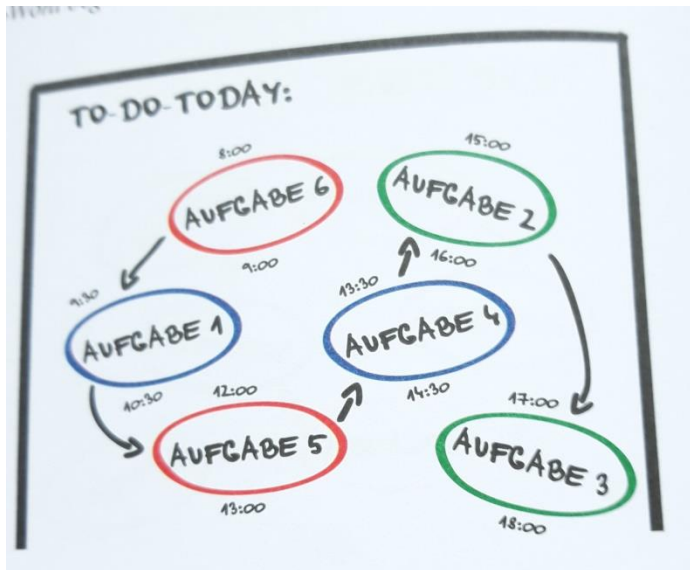 TO-DO-TODAY:
8:00
AUFGABE 6
9:00
9:30
AUFGABE 1
10:30
12:00
AUFGABE 5
13:00
13:30
AUFGABE 4
14:30
15:00
AUFGABE 2
16:00
17:00
AUFGABE 3
18:00